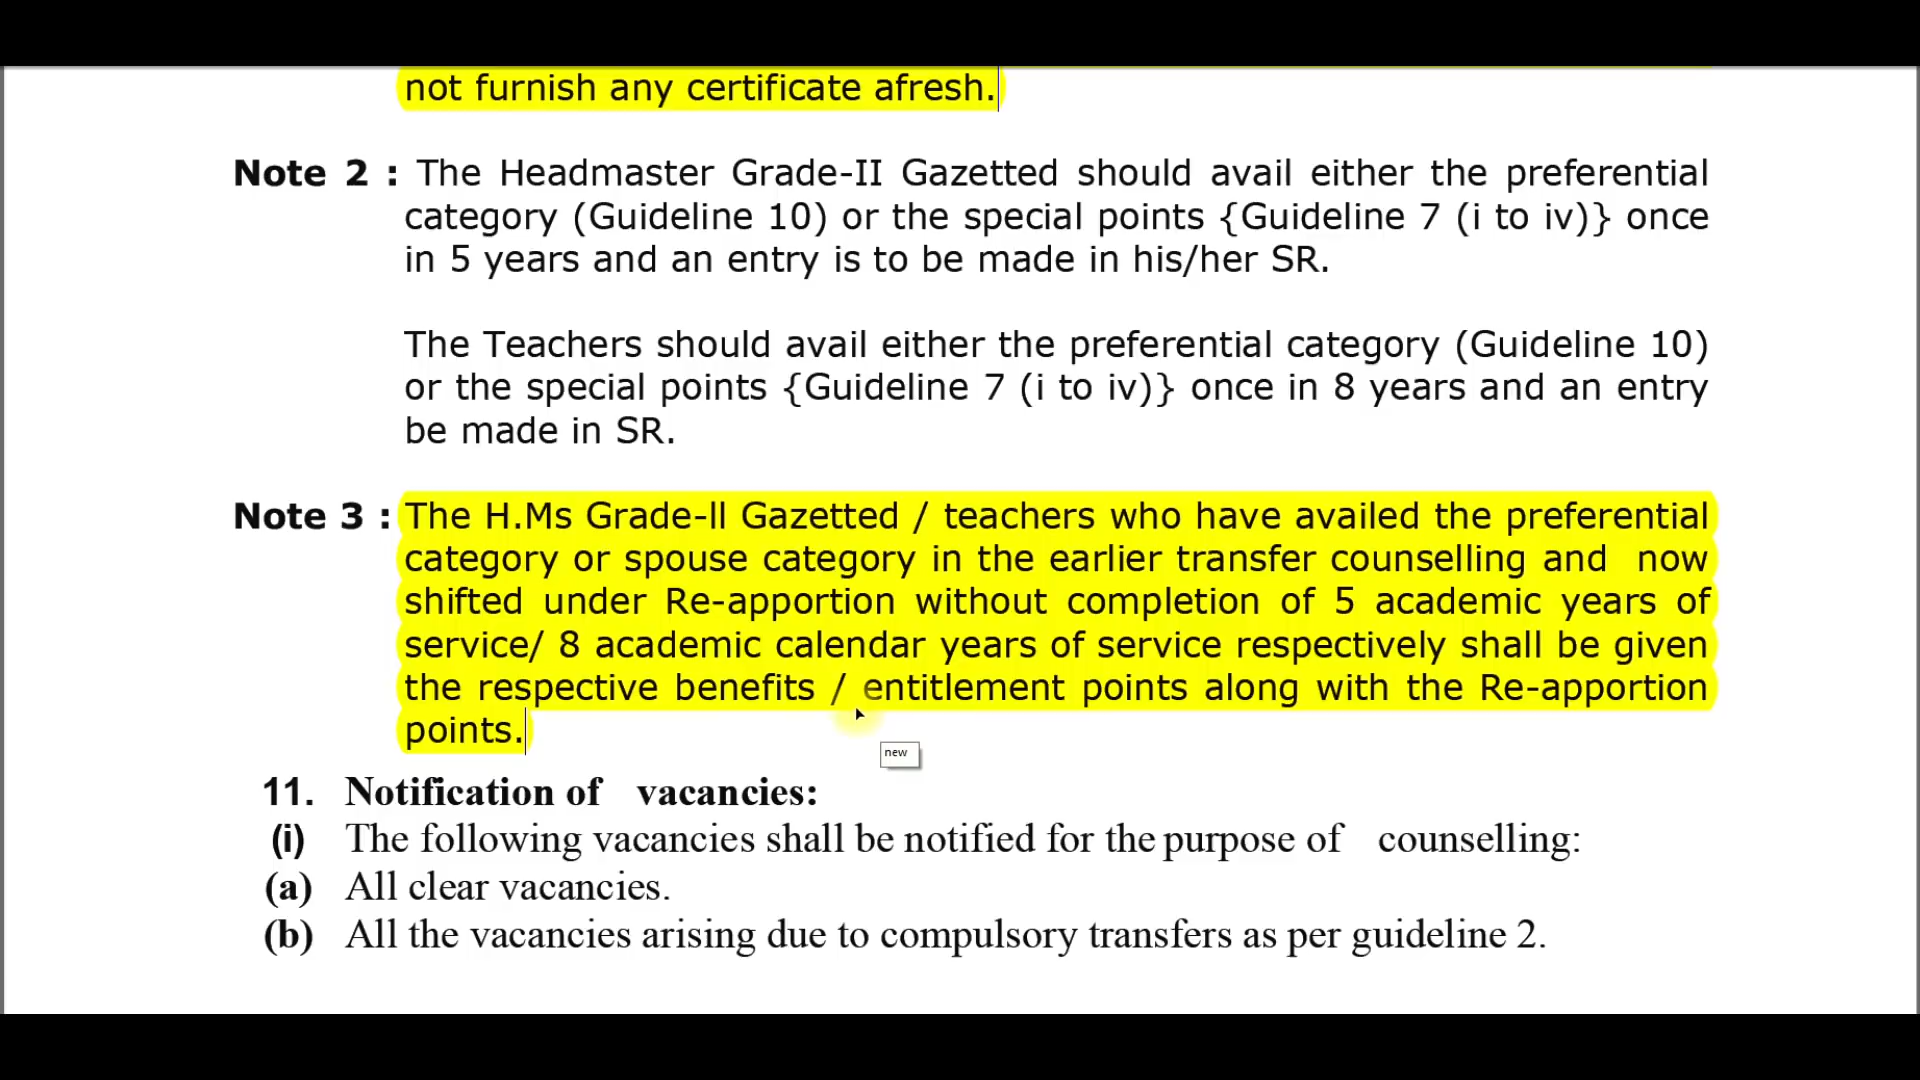 not furnish any certificate afresh.
Note 2 : The Headmaster Grade-II Gazetted should avail either the preferential
category (Guideline 10) or the special points {Guideline 7 (i to iv)} once
in 5 years and an entry is to be made in his/her SR.
The Teachers should avail either the preferential category (Guideline 10)
or the special points {Guideline 7 (i to iv)} once in 8 years and an entry
be made in SR.
Note 3 : The H.Ms Grade-ll Gazetted / teachers who have availed the preferential
category or spouse category in the earlier transfer counselling and now
shifted under Re-apportion without completion of 5 academic years of
service/ 8 academic calendar years of service respectively shall be given
the respective benefits / entitlement points along with the Re-apportion
points.
new
11. Notification of vacancies:
(i) The following vacancies shall be notified for the purpose of counselling:
(a) All clear vacancies.
(b) All the vacancies arising due to compulsory transfers as per guideline 2.